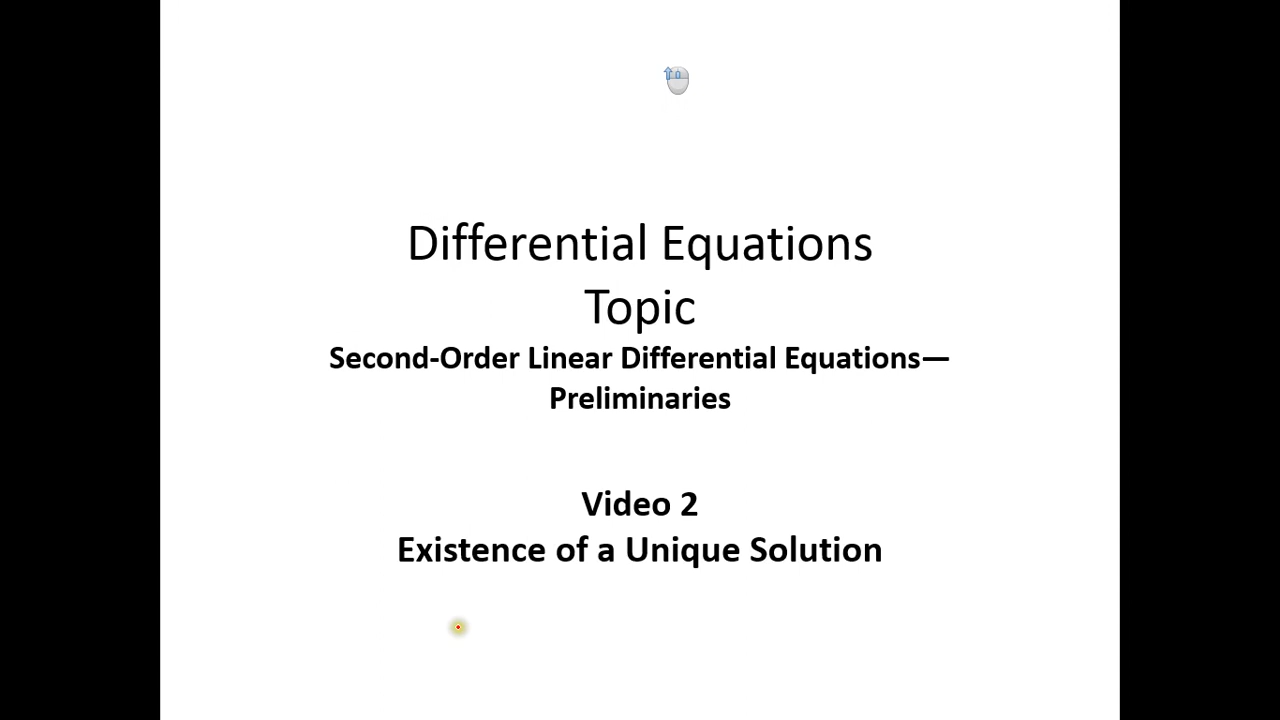 Differential Equations
Topic
Second-Order Linear Differential Equations—
Preliminaries
Video 2
Existence of a Unique Solution